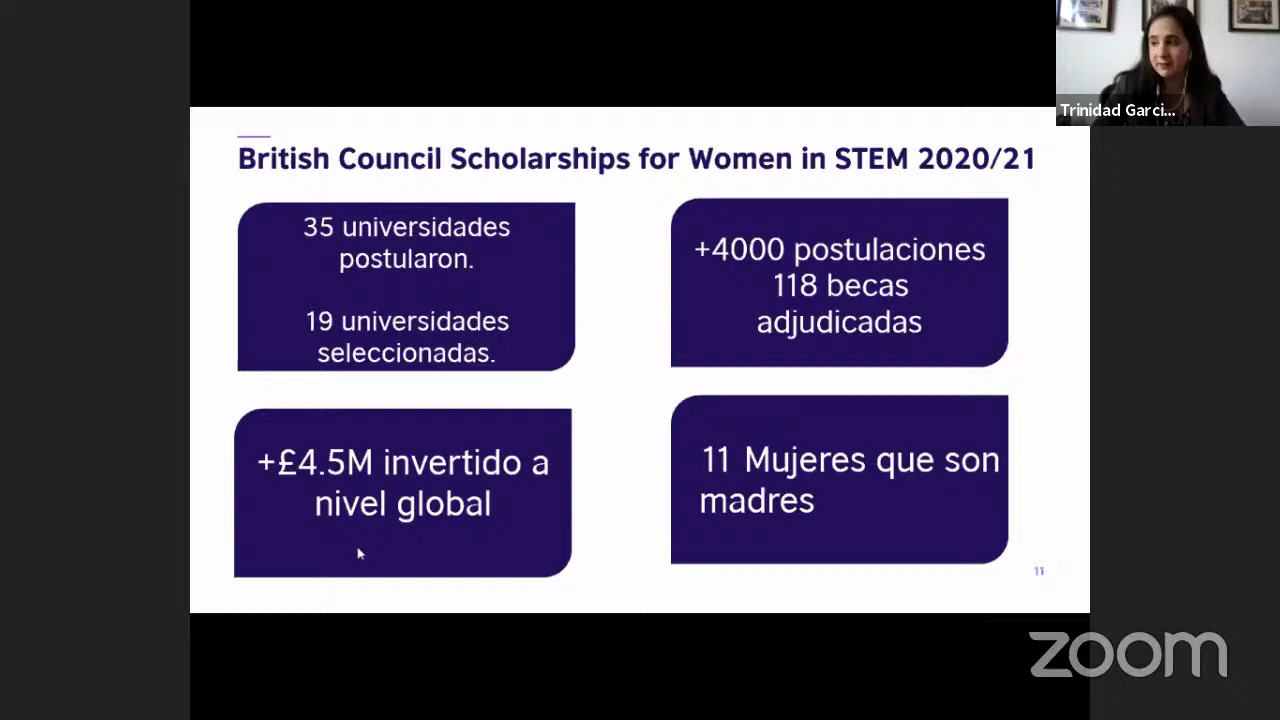 Trinidad Garci...
British Council Scholarships for Women in STEM 2020/21
35 universidades
postularon.
19 universidades
seleccionadas.
+4000 postulaciones
118 becas
adjudicadas
+£4.5M invertido a
nivel global
11 Mujeres que son
madres
11
zoom